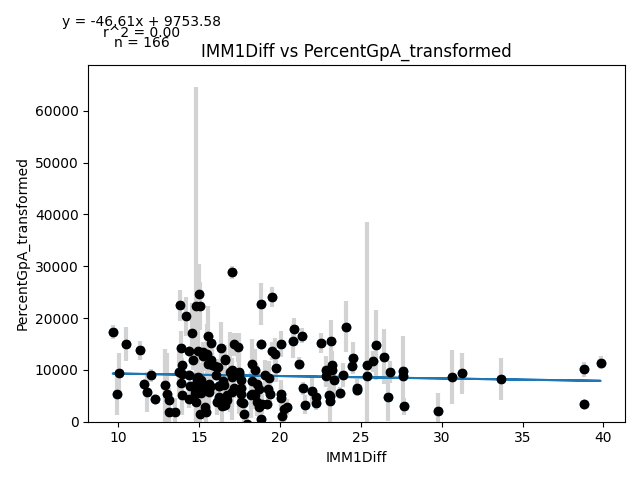 y = -46.61x + 9753.58
r^2 = 0.00
n = 166
IMM1Diff vs PercentGpA_transformed
PercentGpA_transformed
60000
50000
40000
30000
20000
10000
0
10
15
20
25
30
35
40
IMM1Diff